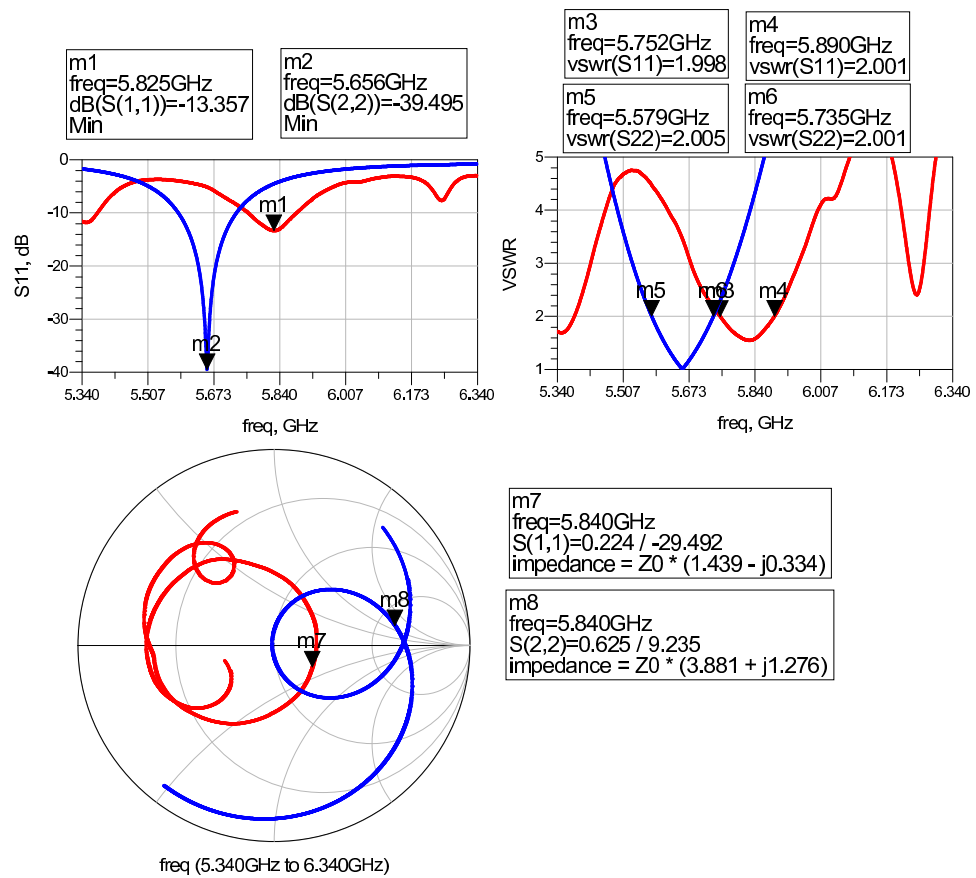 m1
freq=5.825GHz
dB(S(1,1))=-13.357
Min
m2
freq=5.656GHz
dB(S(2,2))=-39.495
Min
m3
freq=5.752GHz
vswr(S11)=1.998
m4
freq=5.890GHz
vswr(S11)=2.001
m5
freq=5.579GHz
vswr(S22)=2.005
m6
freq=5.735GHz
vswr(S22)=2.001
0
-10
-20
-30
-40
S11, dB
m1
m2
5.340
5.507
5.673
5.840
6.007
6.173
6.340
freq, GHz
5
4
3
2
1
VSWR
m5
m6
m3
m4
5.340
5.507
5.673
5.840
6.007
6.173
6.340
freq, GHz
m7
m8
freq (5.340GHz to 6.340GHz)
m7
freq=5.840GHz
S(1,1)=0.224 / -29.492
impedance = Z0 * (1.439 - j0.334)
m8
freq=5.840GHz
S(2,2)=0.625 / 9.235
impedance = Z0 * (3.881 + j1.276)